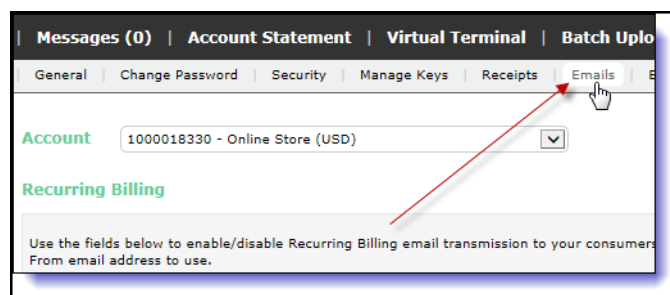 | Messages (0) | Account Statement | Virtual Terminal | Batch Uplo
General | Change Password | Security | Manage Keys | Receipts | Emails | E
Account 1000018330 - Online Store (USD)
Recurring Billing
Use the fields below to enable/disable Recurring Billing email transmission to your consumers
From email address to use.